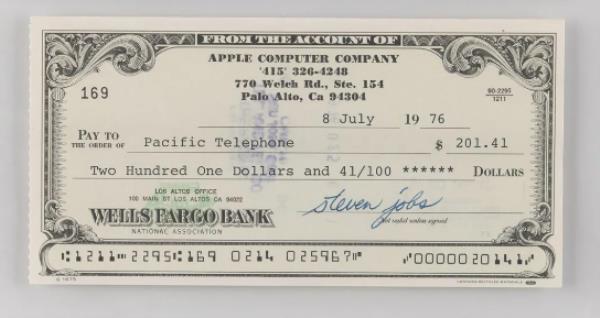 FROM THE ACCOUNT OF
APPLE COMPUTER COMPANY
'415' 326-4248
770 Welch Rd., Ste. 154
Palo Alto, Ca 94304
169
90-2295
1211
8 July 1976
PAY TO
THE ORDER OF Pacific Telephone $ 201.41
Two Hundred One Dollars and 41/100 ****** DOLLARS
LOS ALTOS OFFICE
100 MAIN ST LOS ALTOS CA 94022
WELLS FARGO BANK
NATIONAL ASSOCIATION
steven jobs
not valid unless signed
⑆1211⑉2295⑆169 0214 025967⑈ ⑈0000020141⑈